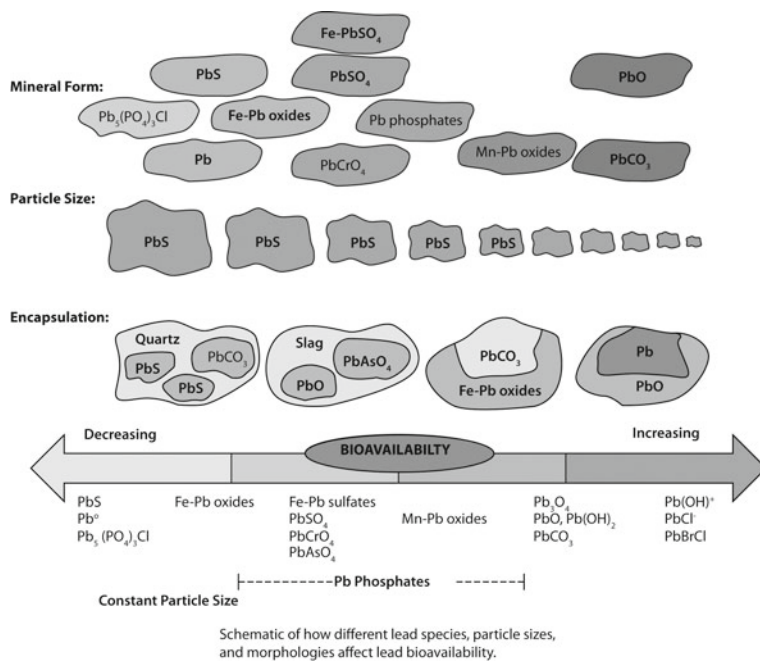 Fe-PbSO₄
PbS
PbSO₄
PbO
Mineral Form:
Pb₅(PO₄)₃Cl
Fe-Pb oxides
Pb phosphates
Pb
PbCrO₄
Mn-Pb oxides
PbCO₃
Particle Size:
PbS PbS PbS PbS PbS
Encapsulation:
Quartz
PbS
PbCO₃
PbS
Slag
PbAsO₄
PbO
PbCO₃
Fe-Pb oxides
Pb
PbO
Decreasing
BIOAVAILABILTY
Increasing
PbS Fe-Pb oxides Fe-Pb sulfates Pb₃O₄ Pb(OH)⁺
Pb° PbSO₄ Mn-Pb oxides PbO, Pb(OH)₂ PbCl⁻
Pb₅ (PO₄)₃Cl PbCrO₄ PbCO₃ PbBrCl
PbAsO₄
Pb Phosphates
Constant Particle Size
Schematic of how different lead species, particle sizes,
and morphologies affect lead bioavailability.